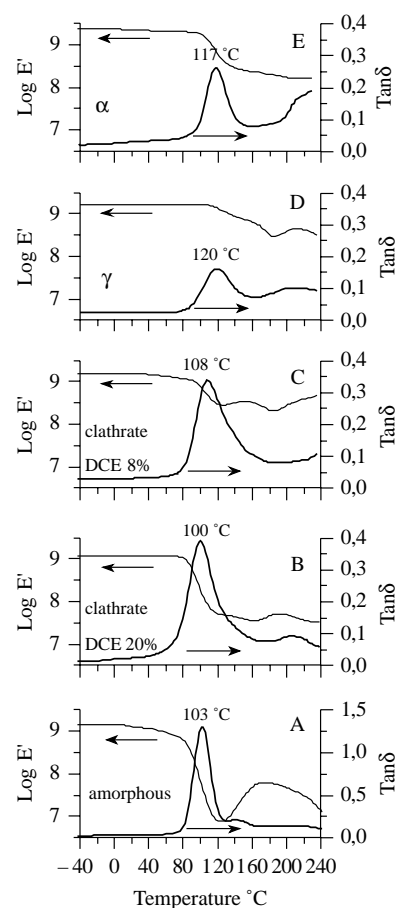 E
117 ˚C
Log E'
9
8
7
α
0,4
0,3
0,2
0,1
0,0
Tanδ
D
120 ˚C
Log E'
9
8
7
γ
0,4
0,3
0,2
0,1
0,0
Tanδ
C
108 ˚C
Log E'
9
8
7
clathrate
DCE 8%
0,4
0,3
0,2
0,1
0,0
Tanδ
B
100 ˚C
Log E'
9
8
7
clathrate
DCE 20%
0,4
0,3
0,2
0,1
0,0
Tanδ
A
103 ˚C
Log E'
9
8
7
amorphous
1,5
1,0
0,5
0,0
Tanδ
−40 0 40 80 120 160 200 240
Temperature ˚C